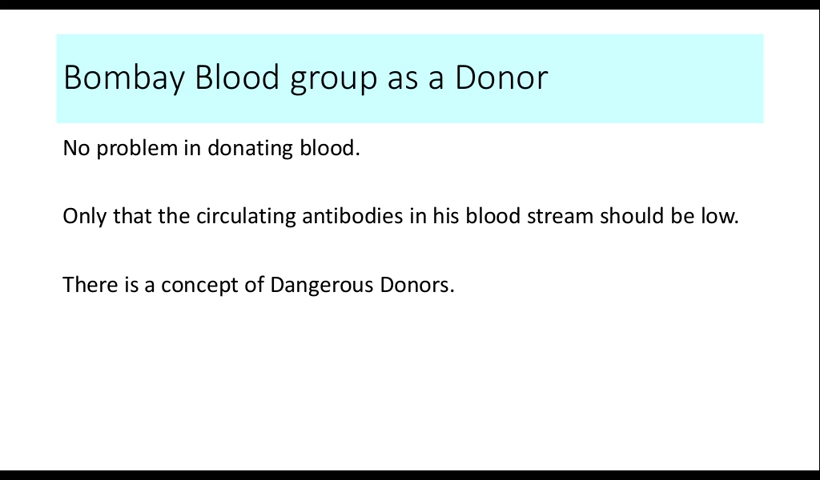 Bombay Blood group as a Donor
No problem in donating blood.
Only that the circulating antibodies in his blood stream should be low.
There is a concept of Dangerous Donors.